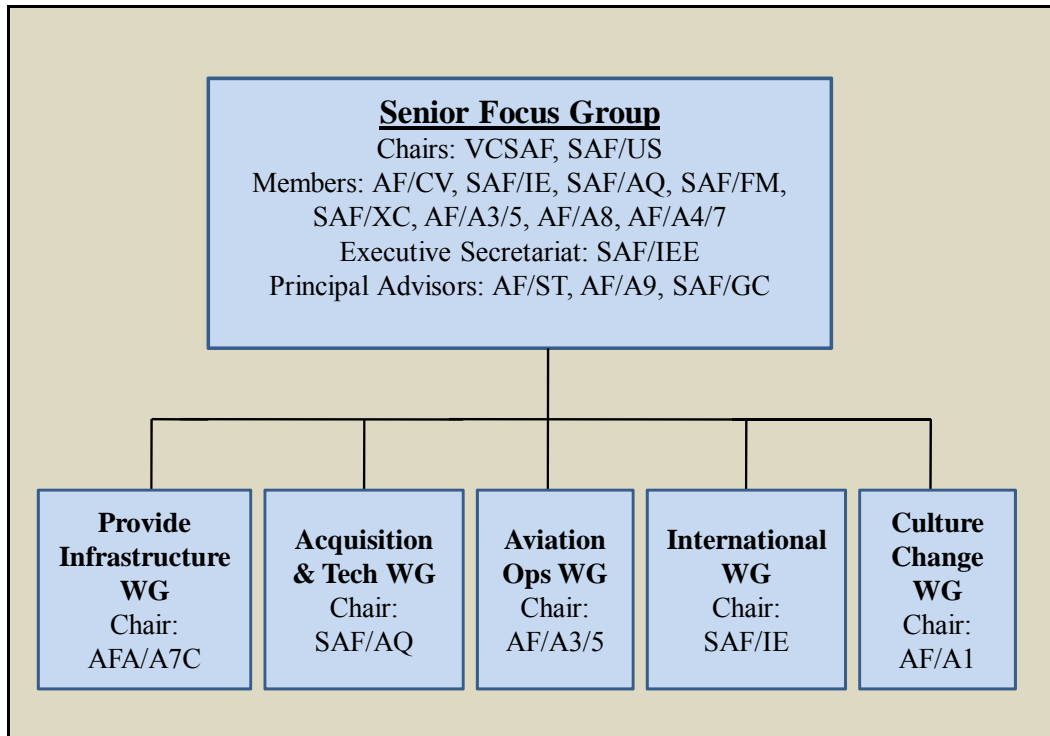 Senior Focus Group
Chairs: VCSAF, SAF/US
Members: AF/CV, SAF/IE, SAF/AQ, SAF/FM,
SAF/XC, AF/A3/5, AF/A8, AF/A4/7
Executive Secretariat: SAF/IEE
Principal Advisors: AF/ST, AF/A9, SAF/GC
Provide
Infrastructure
WG
Chair:
AFA/A7C
Acquisition
& Tech WG
Chair:
SAF/AQ
Aviation
Ops WG
Chair:
AF/A3/5
International
WG
Chair:
SAF/IE
Culture
Change
WG
Chair:
AF/A1